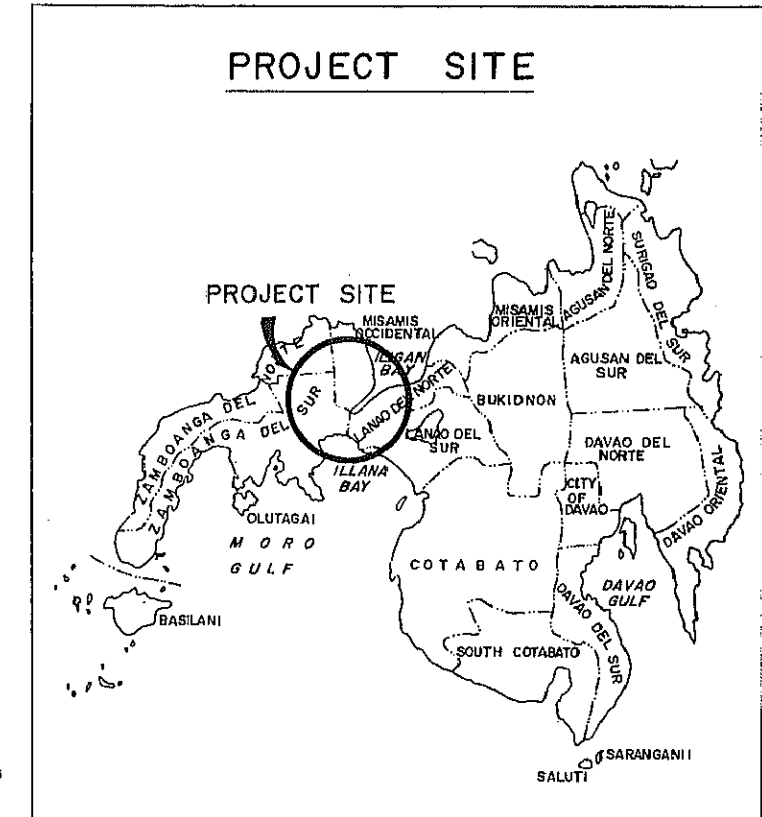 PROJECT SITE
PROJECT SITE
MISAMIS
OCCIDENTAL
ILIGAN
BAY
MISAMIS
ORIENTAL
AGUSAN DEL NORTE
SURIGAO DEL SUR
ZAMBOANGA DEL NORTE
ZAMBOANGA DEL SUR
LANAO DEL NORTE
LANAO DEL
SUR
BUKIDNON
AGUSAN DEL
SUR
DAVAO DEL
NORTE
CITY
OF
DAVAO
DAVAO ORIENTAL
ILLANA
BAY
OLUTAGAI
MORO
GULF
COTABATO
DAVAO
GULF
DAVAO DEL SUR
BASILANI
SOUTH COTABATO
SARANGANII
SALUTI